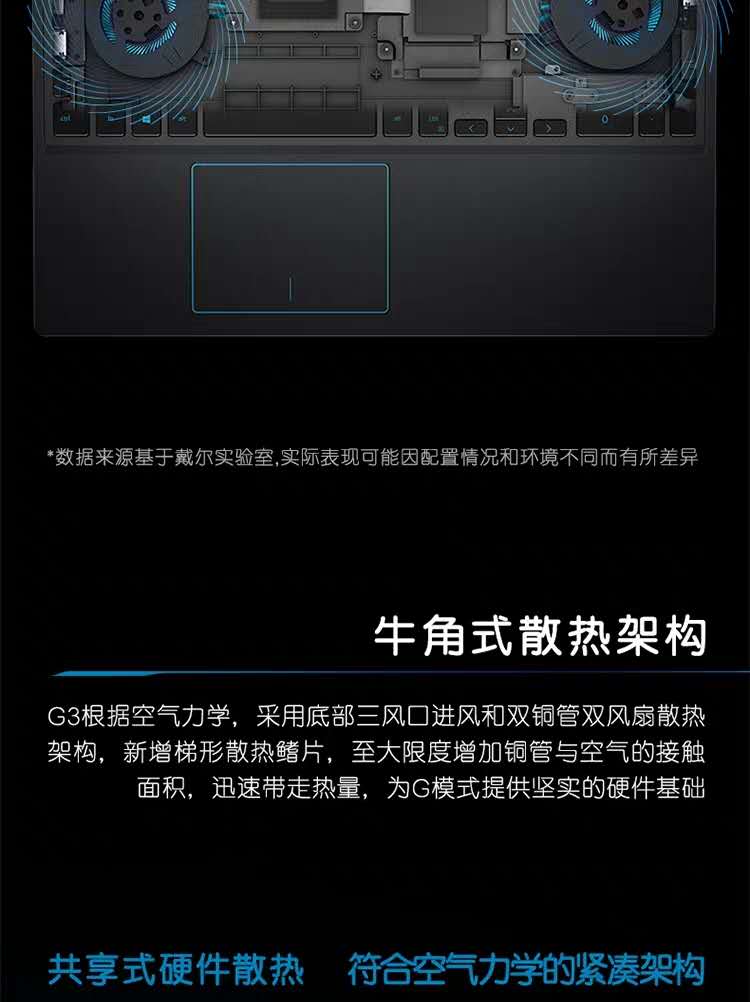 ctrl
alt
ctrl
0
*数据来源基于戴尔实验室,实际表现可能因配置情况和环境不同而有所差异
牛角式散热架构
G3根据空气力学，采用底部三风口进风和双铜管双风扇散热
架构，新增梯形散热鳍片，至大限度增加铜管与空气的接触
面积，迅速带走热量，为G模式提供坚实的硬件基础
共享式硬件散热 符合空气力学的紧凑架构